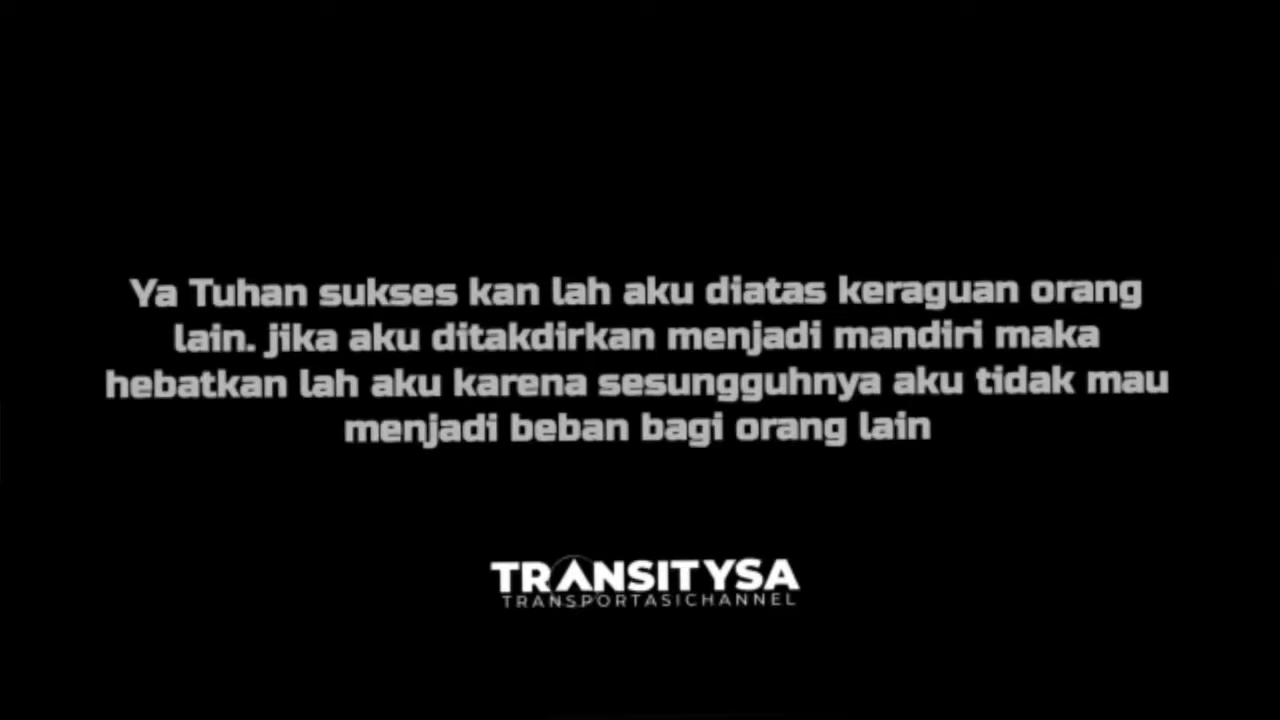 Ya Tuhan sukses kan lah aku diatas keraguan orang
lain. jika aku ditakdirkan menjadi mandiri maka
hebatkan lah aku karena sesungguhnya aku tidak mau
menjadi beban bagi orang lain
TRANSITYSA
TRANSPORTASICHANNEL